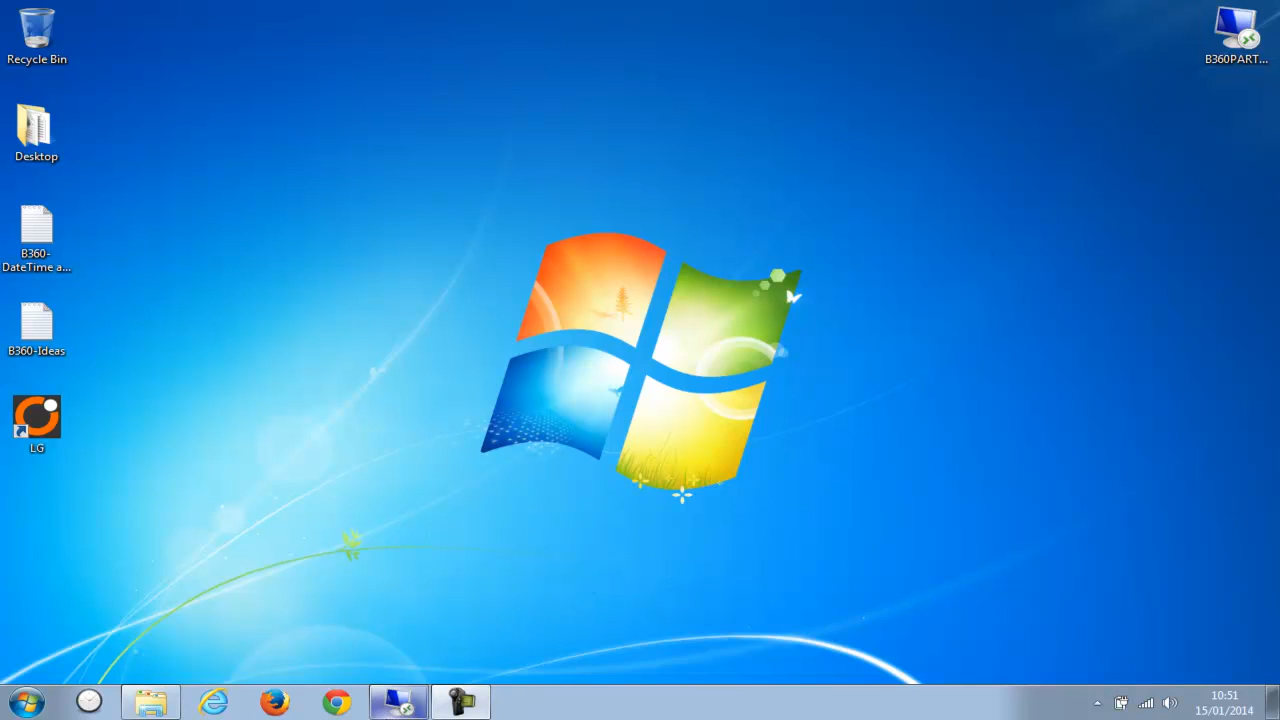 Recycle Bin
B360PART...
Desktop
B360-
DateTime a...
B360-Ideas
LG
10:51
15/01/2014